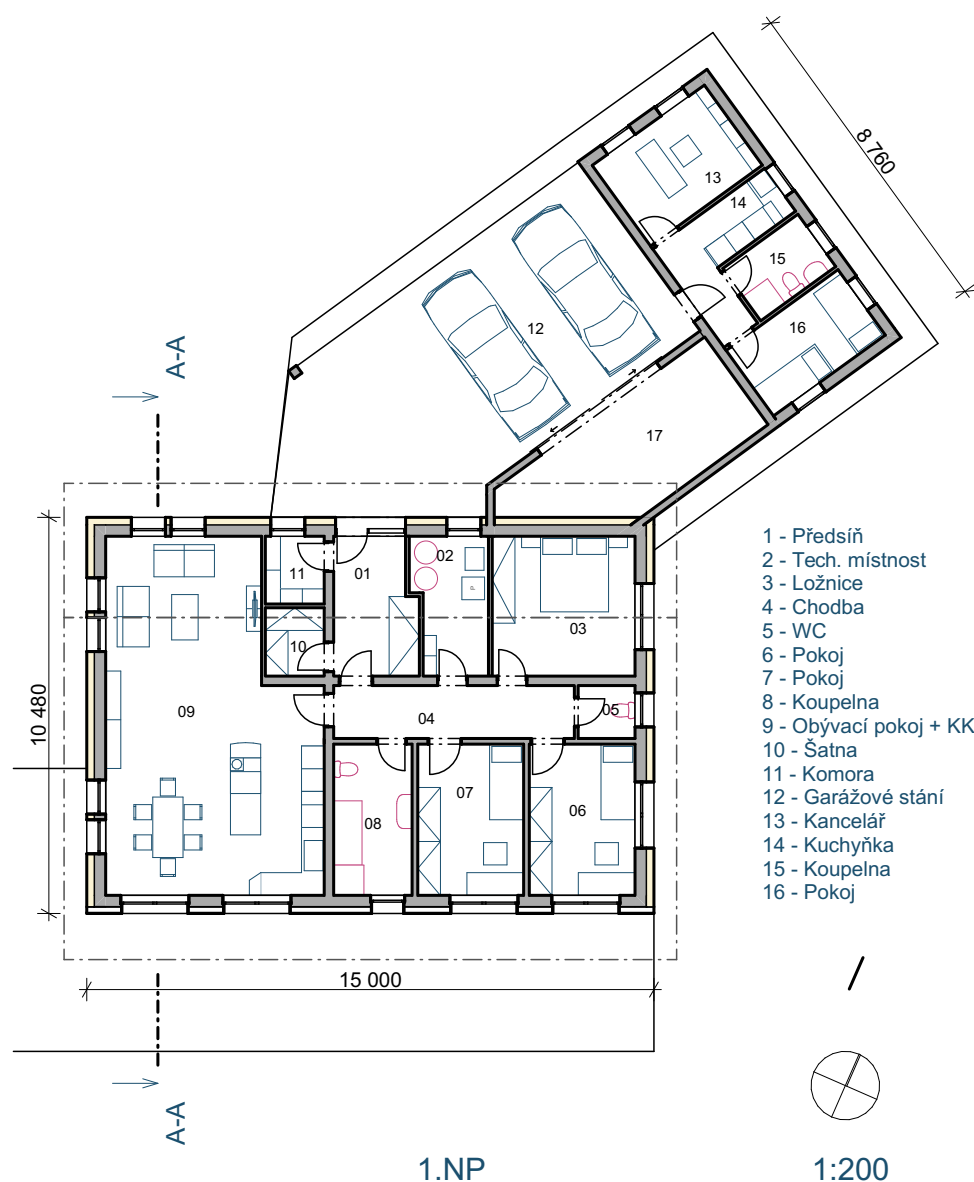 8 760
13
14
15
16
12
17
A-A
11
01
02
10
03
09
04
05
10 480
08
07
06
1 - Předsíň
2 - Tech. místnost
3 - Ložnice
4 - Chodba
5 - WC
6 - Pokoj
7 - Pokoj
8 - Koupelna
9 - Obývací pokoj + KK
10 - Šatna
11 - Komora
12 - Garážové stání
13 - Kancelář
14 - Kuchyňka
15 - Koupelna
16 - Pokoj
15 000
A-A
1.NP
1:200